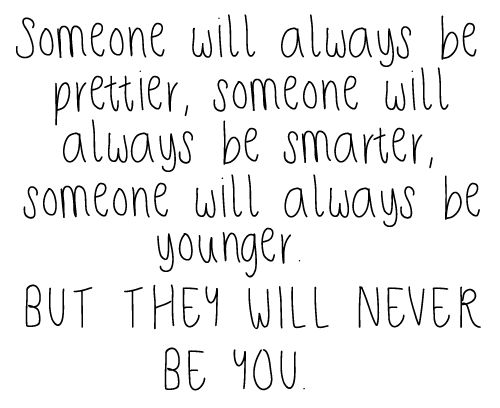 Someone will always be
prettier, someone will
always be smarter,
someone will always be
younger.
BUT THEY WILL NEVER
BE YOU.